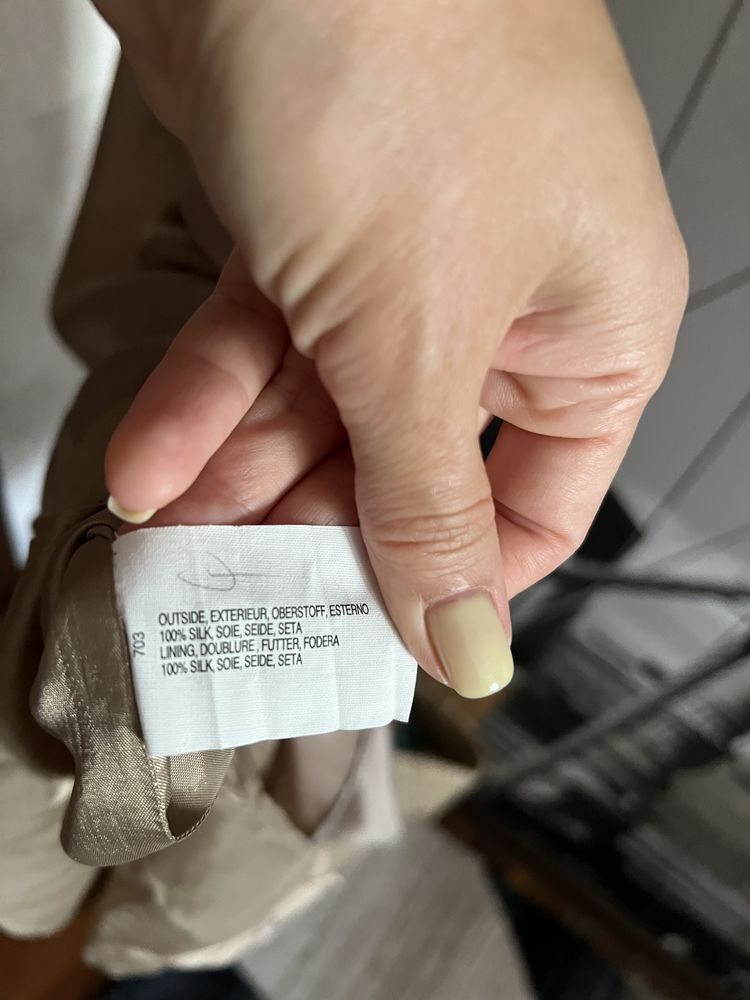 OUTSIDE, EXTERIEUR, OBERSTOFF, ESTERNO
100% SILK, SOIE, SEIDE, SETA
LINING, DOUBLURE , FUTTER, FODERA
100% SILK, SOIE, SEIDE, SETA
703